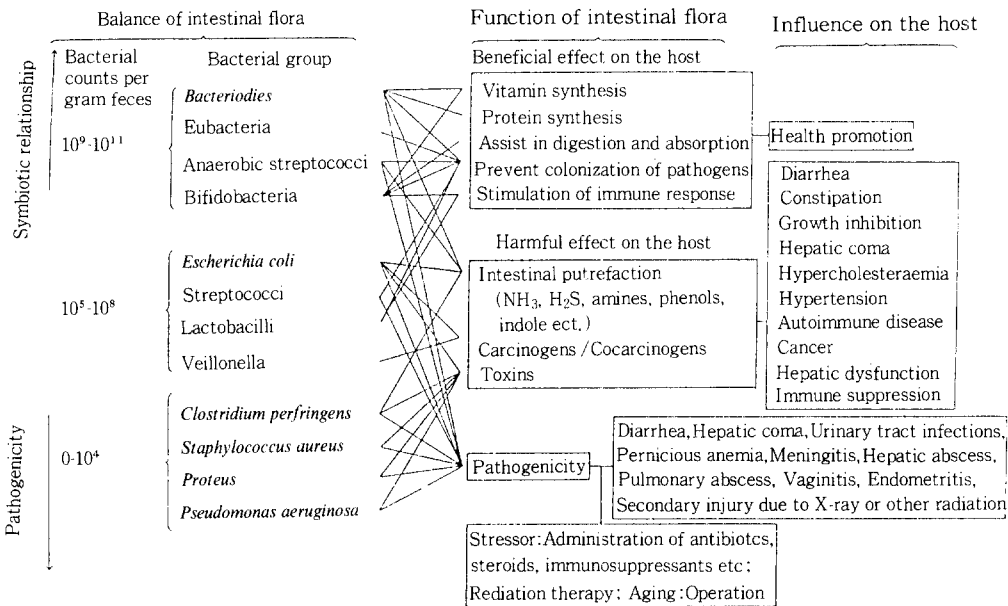 Balance of intestinal flora
Function of intestinal flora
Influence on the host
Symbiotic relationship
Pathogenicity
Bacterial
counts per
gram feces
Bacterial group
10⁹-10¹¹
Bacteriodies
Eubacteria
Anaerobic streptococci
Bifidobacteria
10⁵-10⁸
Escherichia coli
Streptococci
Lactobacilli
Veillonella
0-10⁴
Clostridium perfringens
Staphylococcus aureus
Proteus
Pseudomonas aeruginosa
Beneficial effect on the host
Vitamin synthesis
Protein synthesis
Assist in digestion and absorption
Prevent colonization of pathogens
Stimulation of immune response
Harmful effect on the host
Intestinal putrefaction
(NH₃, H₂S, amines, phenols,
indole ect.)
Carcinogens/Cocarcinogens
Toxins
Pathogenicity
Stressor:Administration of antibiotcs,
steroids, immunosuppressants etc;
Rediation therapy; Aging:Operation
Health promotion
Diarrhea
Constipation
Growth inhibition
Hepatic coma
Hypercholesteraemia
Hypertension
Autoimmune disease
Cancer
Hepatic dysfunction
Immune suppression
Diarrhea, Hepatic coma, Urinary tract infections,
Pernicious anemia, Meningitis, Hepatic abscess,
Pulmonary abscess, Vaginitis, Endometritis,
Secondary injury due to X-ray or other radiation